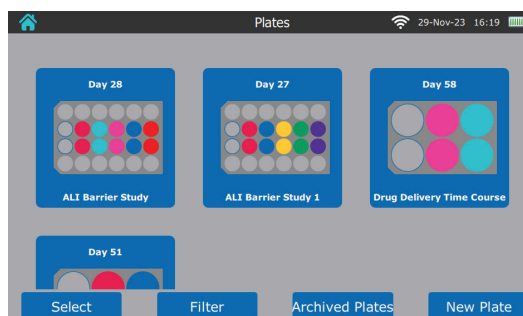 Plates
29-Nov-23 16:19
Day 28
ALI Barrier Study
Day 27
ALI Barrier Study 1
Day 58
Drug Delivery Time Course
Day 51
Select
Filter
Archived Plates
New Plate